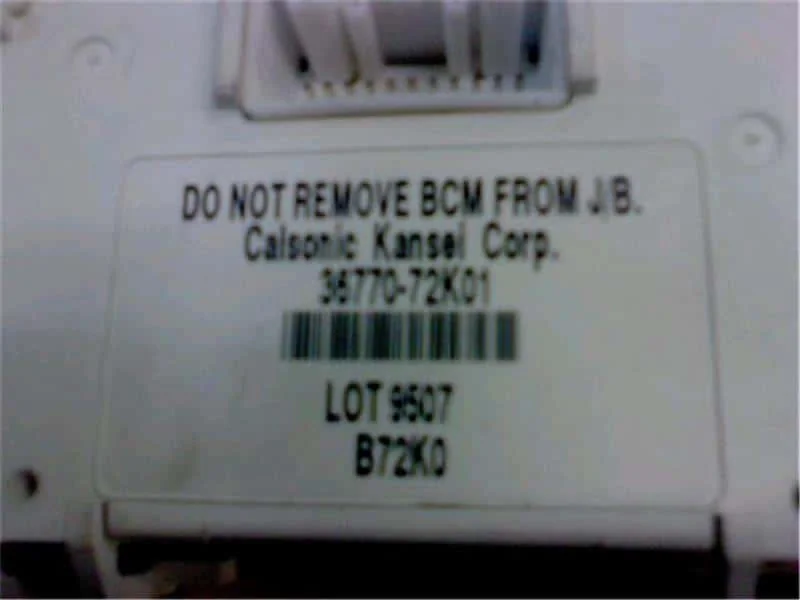 DO NOT REMOVE BCM FROM J/B.
Calsonic Kansei Corp.
36770-72K01
LOT 9507
B72K0